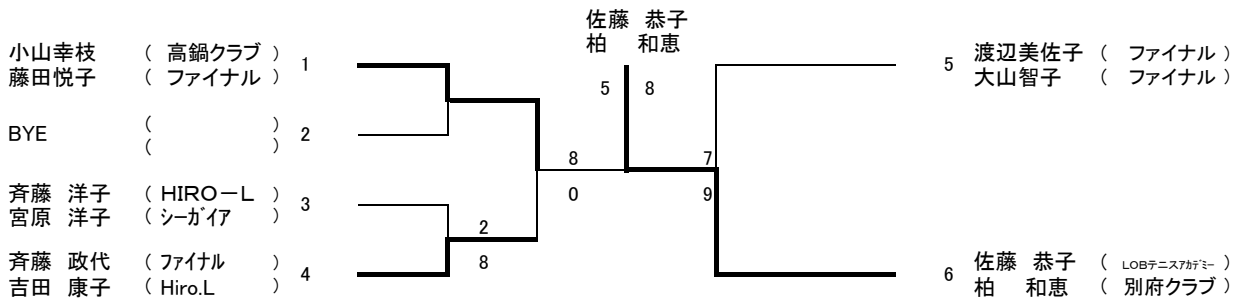 佐藤 恭子
柏 和恵
小山幸枝 ( 高鍋クラブ ) 1
藤田悦子 ( ファイナル )
BYE ( ) 2
( )
斉藤 洋子 ( HIRO－L ) 3
宮原 洋子 ( シーガイア )
斉藤 政代 ( ファイナル ) 4
吉田 康子 ( Hiro.L )
2
8
8
0
5 8
7
9
5 渡辺美佐子 ( ファイナル )
大山智子 ( ファイナル )
6 佐藤 恭子 ( LOBテニスアカデミー )
柏 和恵 ( 別府クラブ )